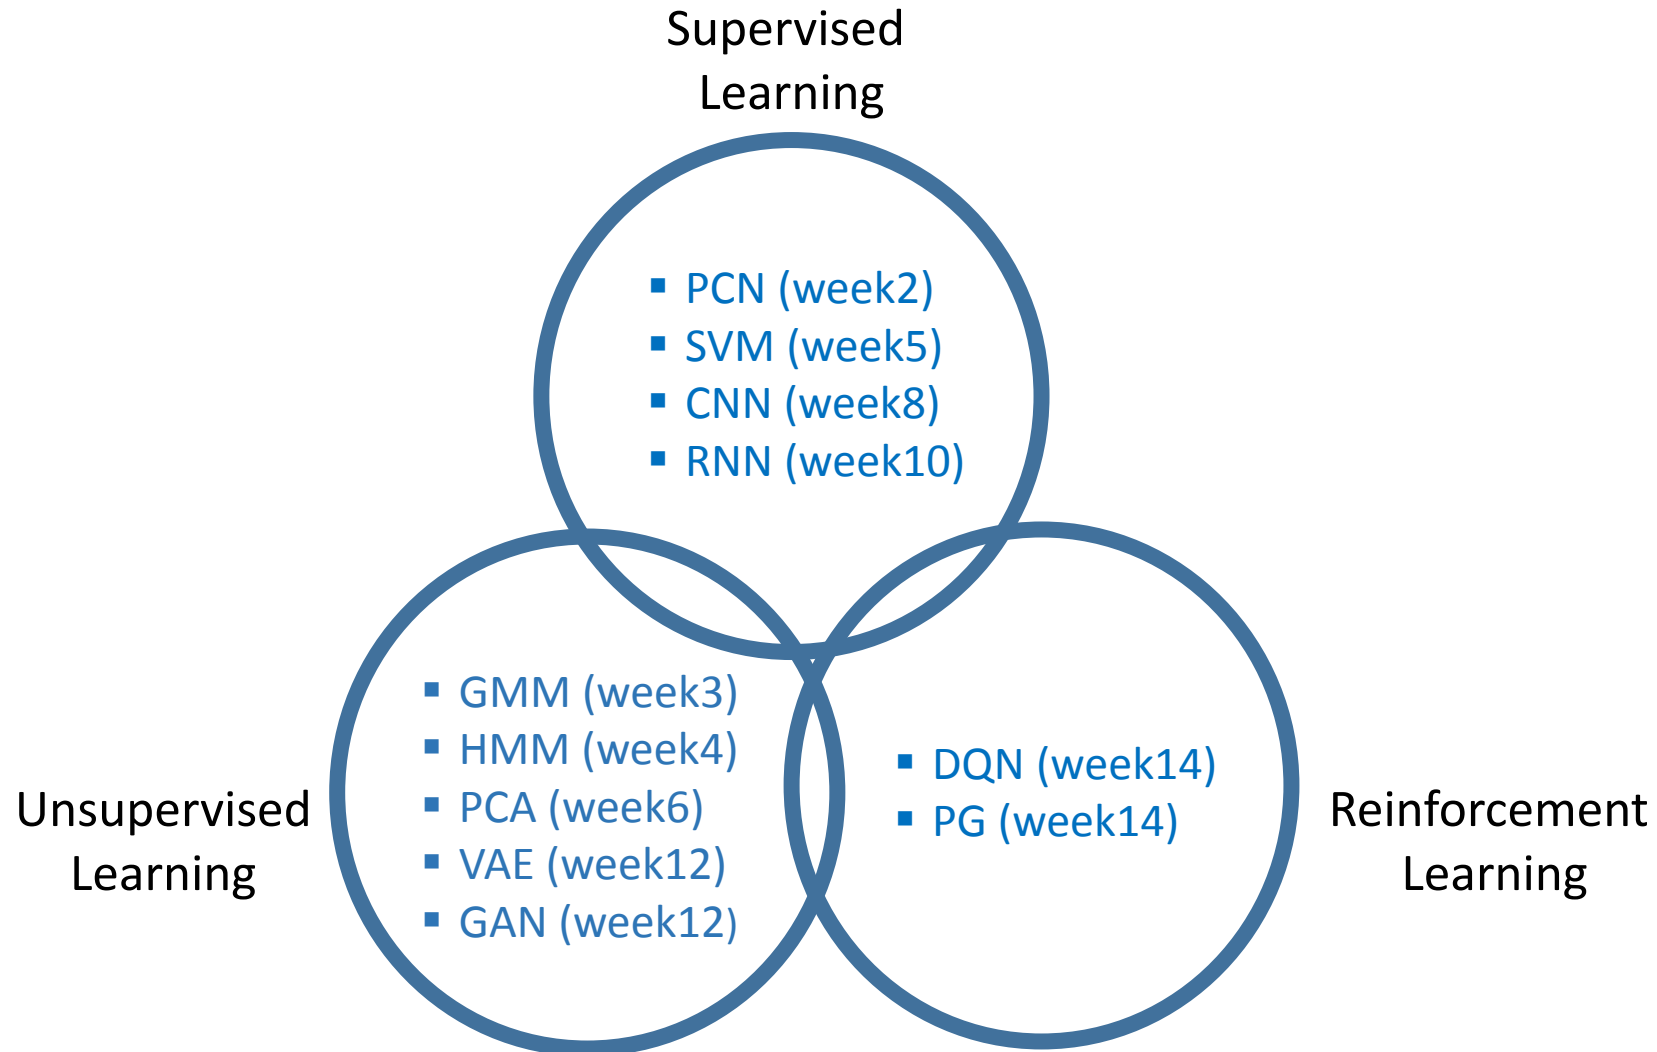 Supervised
Learning
▪ PCN (week2)
▪ SVM (week5)
▪ CNN (week8)
▪ RNN (week10)
Unsupervised
Learning
▪ GMM (week3)
▪ HMM (week4)
▪ PCA (week6)
▪ VAE (week12)
▪ GAN (week12)
▪ DQN (week14)
▪ PG (week14)
Reinforcement
Learning